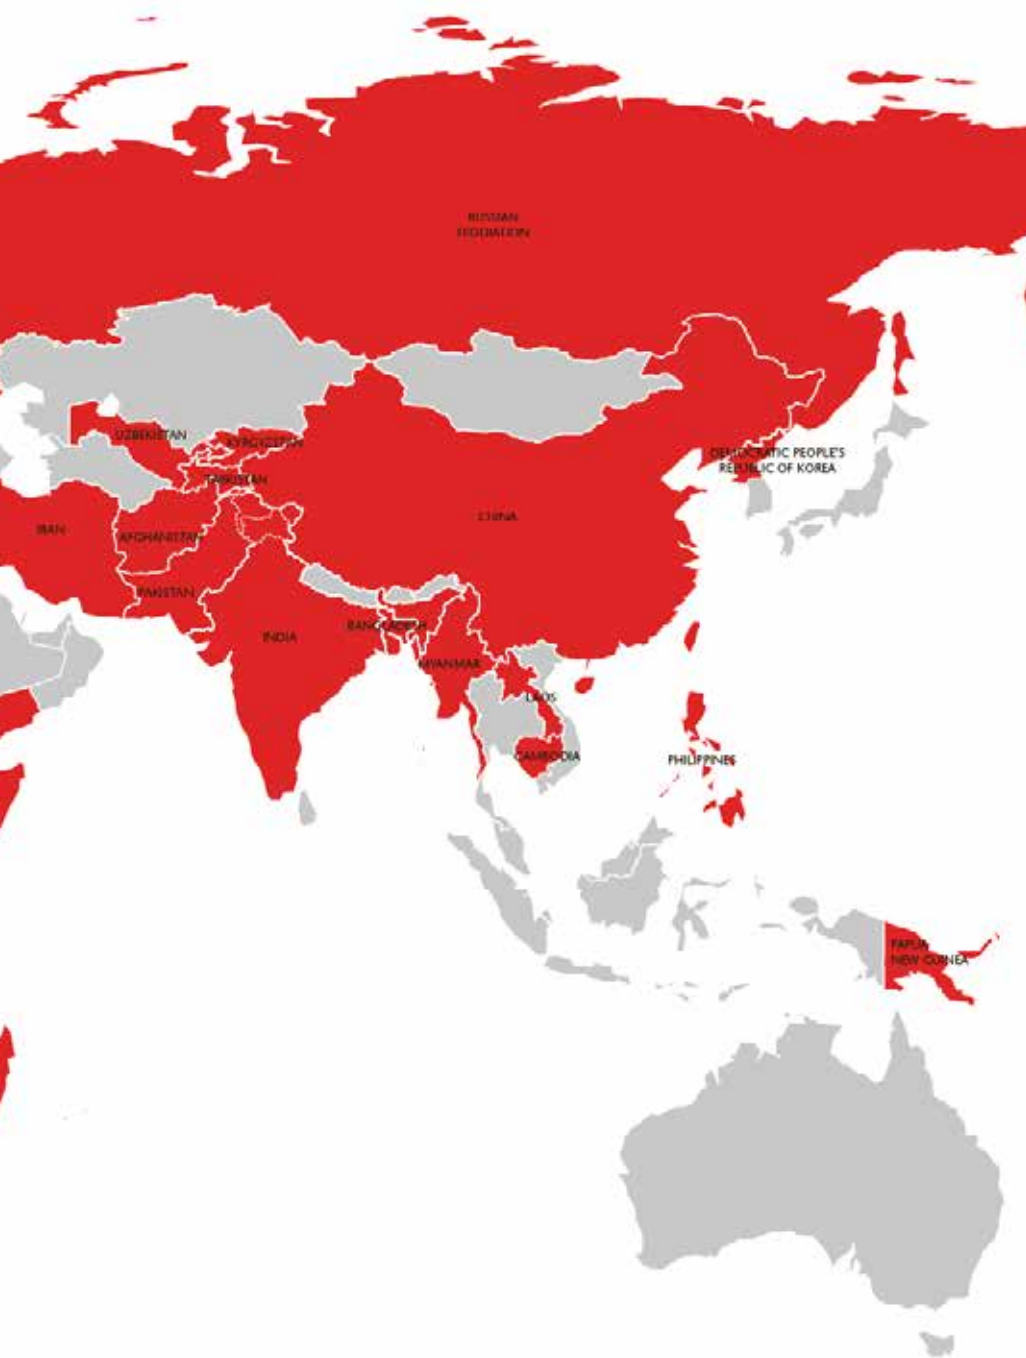 RUSSIAN
FEDERATION
UZBEKISTAN
KYRGYZSTAN
DEMOCRATIC PEOPLE'S
REPUBLIC OF KOREA
TAJIKISTAN
CHINA
IRAN
AFGHANISTAN
PAKISTAN
BANGLADESH
INDIA
MYANMAR
LAOS
CAMBODIA
PHILIPPINES
PAPUA
NEW GUINEA